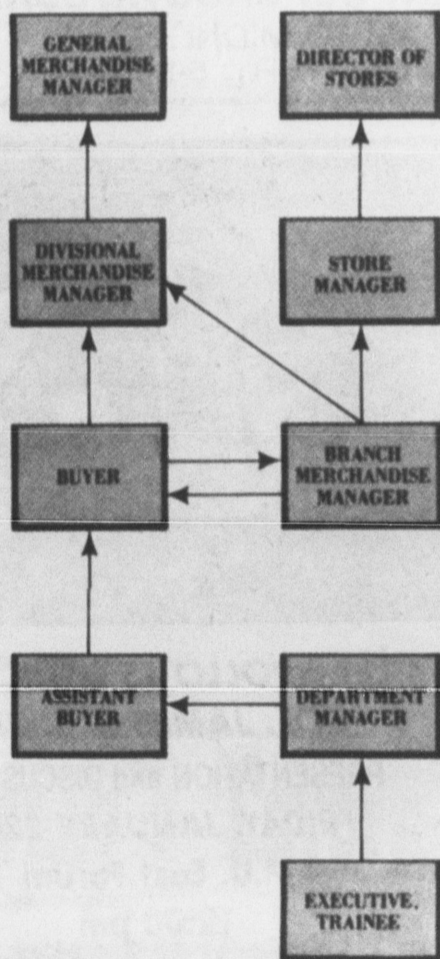 GENERAL
MERCHANDISE
MANAGER
DIRECTOR OF
STORES
DIVISIONAL
MERCHANDISE
MANAGER
STORE
MANAGER
BUYER
BRANCH
MERCHANDISE
MANAGER
ASSISTANT
BUYER
DEPARTMENT
MANAGER
EXECUTIVE.
TRAINEE